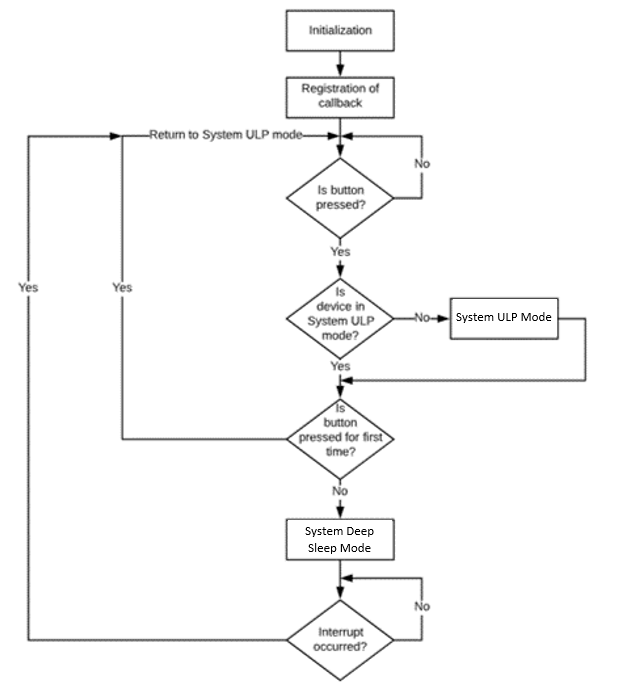 Initialization
Registration of
callback
Return to System ULP mode
No
Is button
pressed?
Yes
Yes
Yes
Is
device in
System ULP
mode?
No
System ULP Mode
Yes
Is
button
pressed for first
time?
No
System Deep
Sleep Mode
No
Interrupt
occurred?